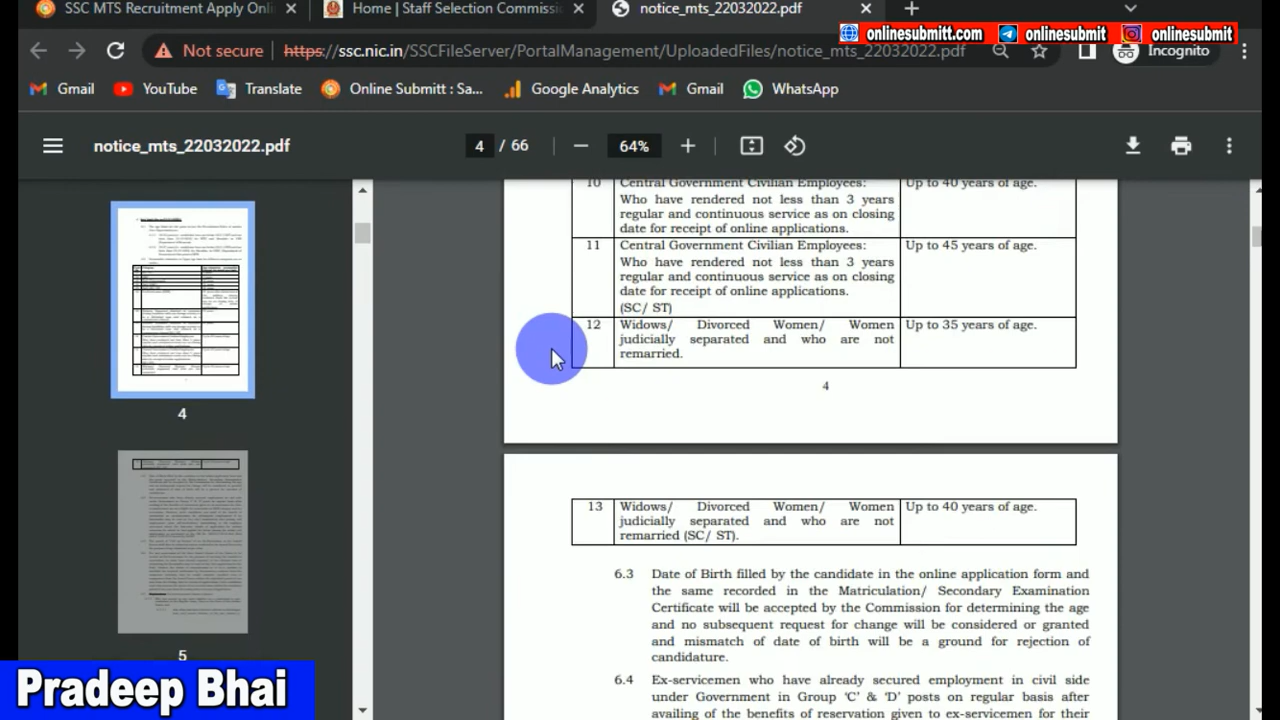 SSC MTS Recruitment Apply Onli
Home | Staff Selection Commissi
notice_mts_22032022.pdf
onlinesubmitt.com
onlinesubmit
onlinesubmit
Not secure
https://ssc.nic.in/SSCFileServer/PortalManagement/UploadedFiles/notice_mts_22032022.pdf
Incognito
Gmail
YouTube
Translate
Online Submitt : Sa...
Google Analytics
Gmail
WhatsApp
notice_mts_22032022.pdf
4 / 66
64%
4
5
10 Central Government Civilian Employees: Up to 40 years of age.
Who have rendered not less than 3 years
regular and continuous service as on closing
date for receipt of online applications.
11 Central Government Civilian Employees: Up to 45 years of age.
Who have rendered not less than 3 years
regular and continuous service as on closing
date for receipt of online applications.
(SC/ ST)
12 Widows/ Divorced Women/ Women Up to 35 years of age.
judicially separated and who are not
remarried.
4
13 Widows/ Divorced Women/ Women Up to 40 years of age.
judicially separated and who are not
remarried (SC/ ST).
6.3 Date of Birth filled by the candidate in the online application form and
the same recorded in the Matriculation/ Secondary Examination
Certificate will be accepted by the Commission for determining the age
and no subsequent request for change will be considered or granted
and mismatch of date of birth will be a ground for rejection of
candidature.
6.4 Ex-servicemen who have already secured employment in civil side
under Government in Group 'C' & 'D' posts on regular basis after
availing of the benefits of reservation given to ex-servicemen for their
Pradeep Bhai